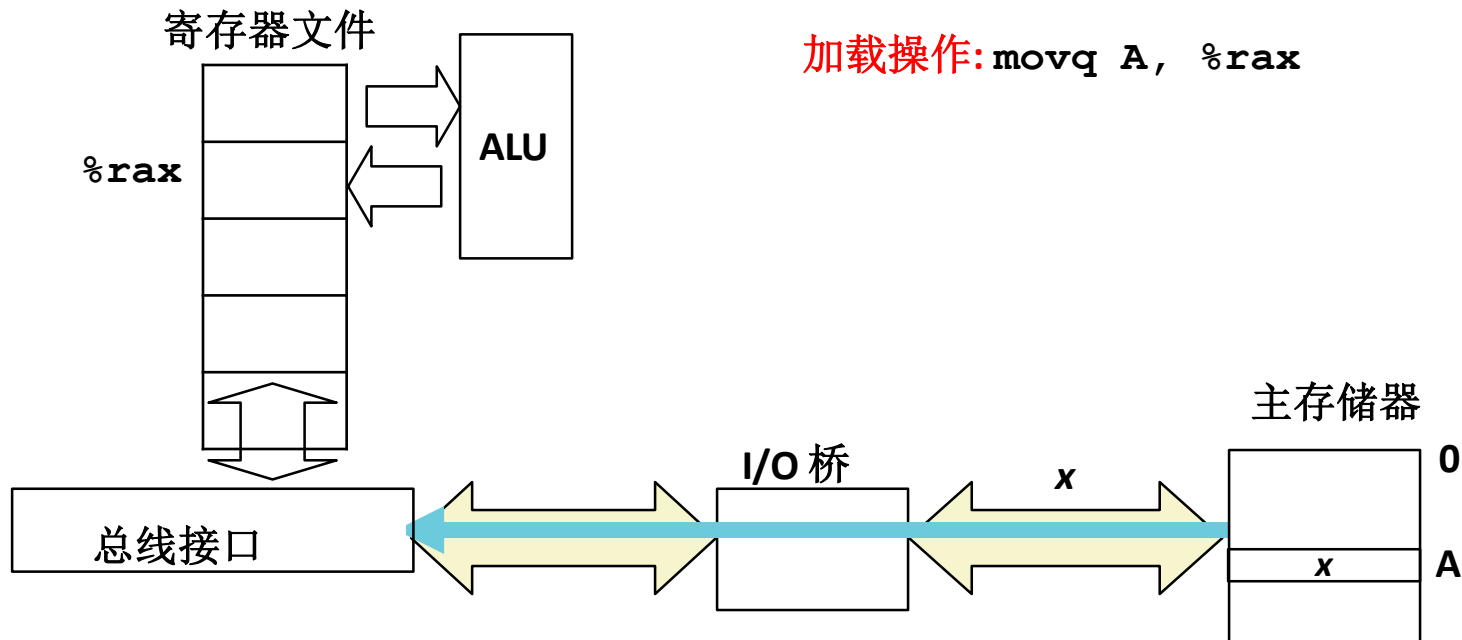 寄存器文件
加载操作: movq A, %rax
ALU
%rax
主存储器
I/O 桥
x
0
总线接口
x
A